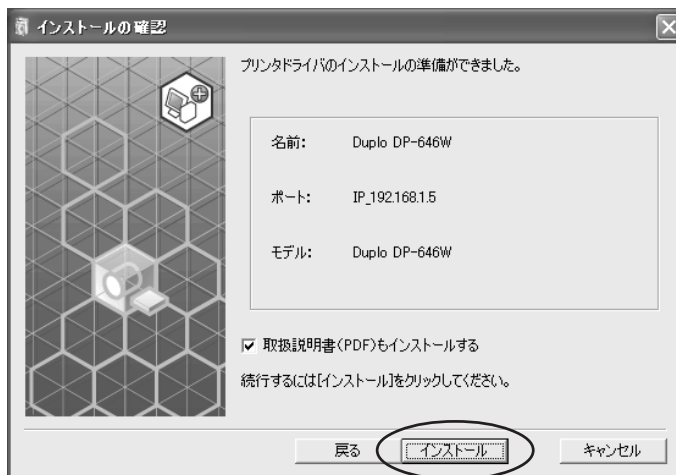 インストールの確認
プリンタドライバのインストールの準備ができました。
名前: Duplo DP-646W
ポート: IP_192.168.1.5
モデル: Duplo DP-646W
取扱説明書(PDF)もインストールする
続行するには[インストール]をクリックしてください。
戻る インストール キャンセル